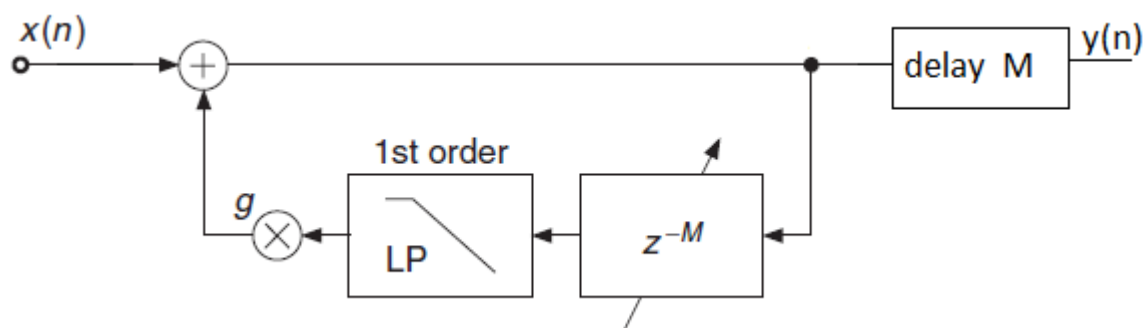 x(n)
+
delay M
y(n)
1st order
g
×
LP
z⁻ᴹ